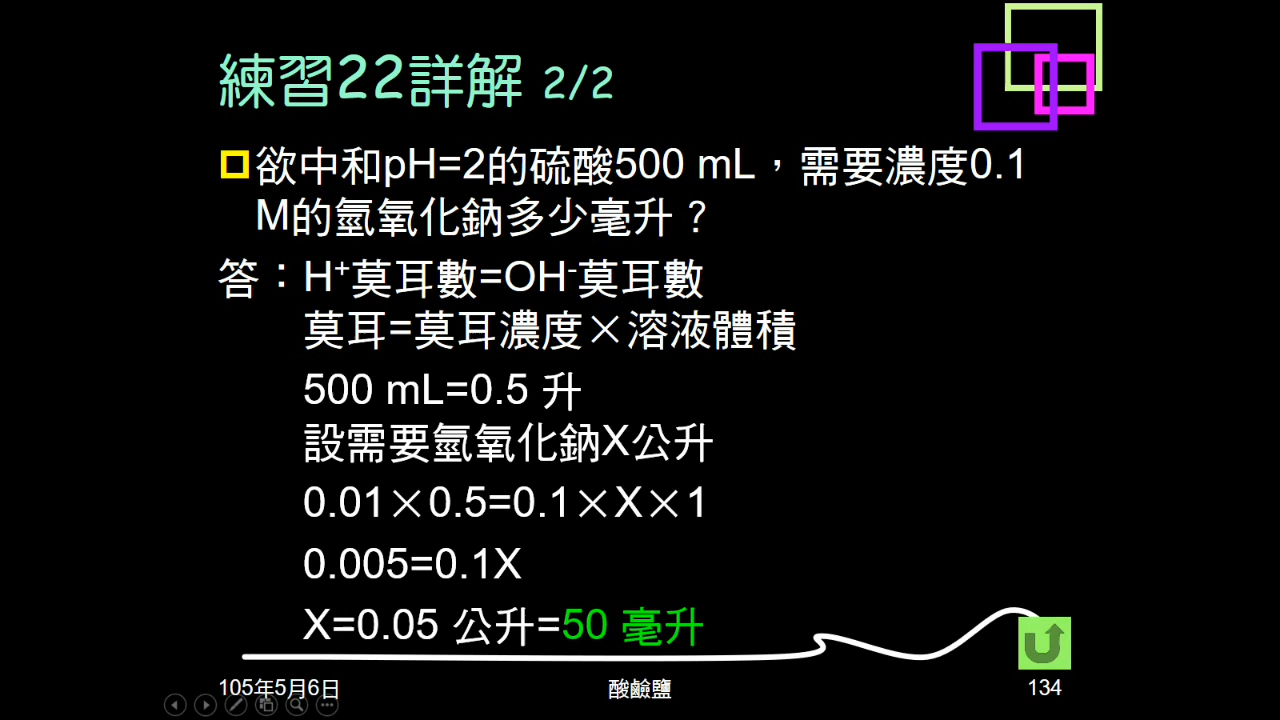 練習22詳解 2/2
欲中和pH=2的硫酸500 mL，需要濃度0.1
M的氫氧化鈉多少毫升？
答：H⁺莫耳數=OH⁻莫耳數
莫耳=莫耳濃度×溶液體積
500 mL=0.5 升
設需要氫氧化鈉X公升
0.01×0.5=0.1×X×1
0.005=0.1X
X=0.05 公升=50 毫升
105年5月6日
酸鹼鹽
134